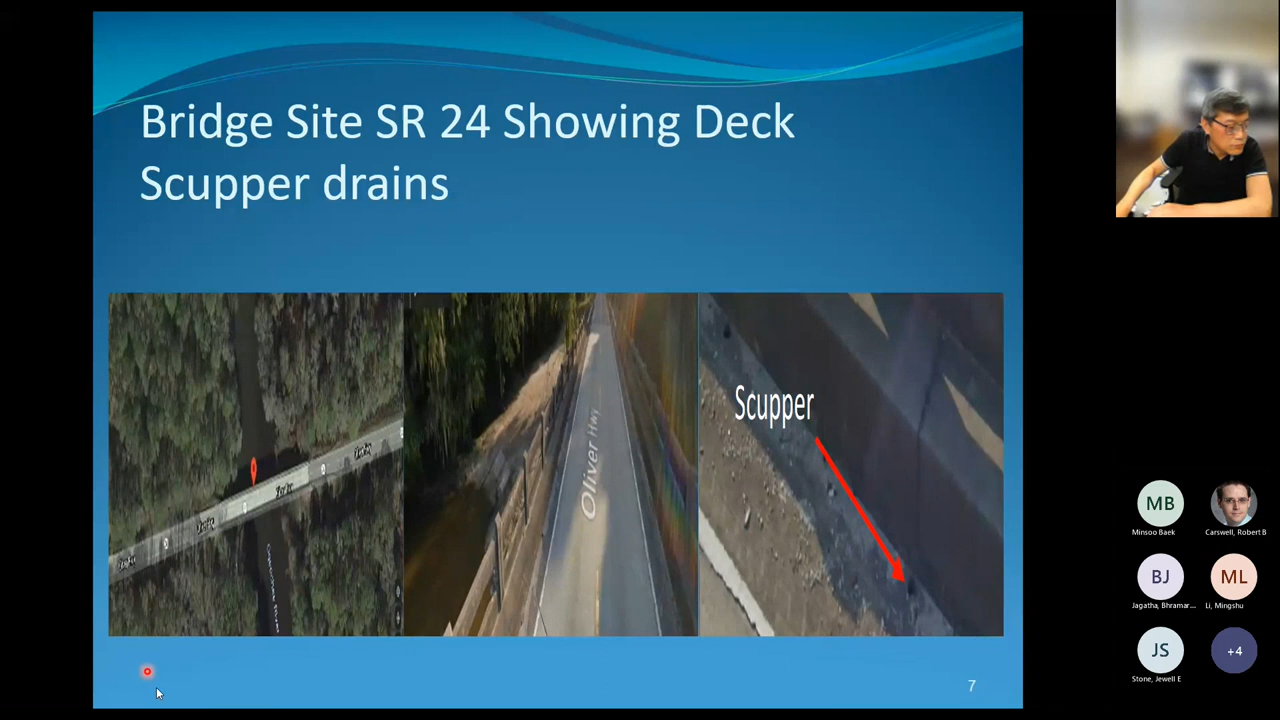 Bridge Site SR 24 Showing Deck
Scupper drains
Oliver Hwy
Scupper
7
MB
Minsoo Baek
Carswell, Robert B
BJ
Jagatha, Bhramar...
ML
Li, Mingshu
JS
Stone, Jewell E
+4